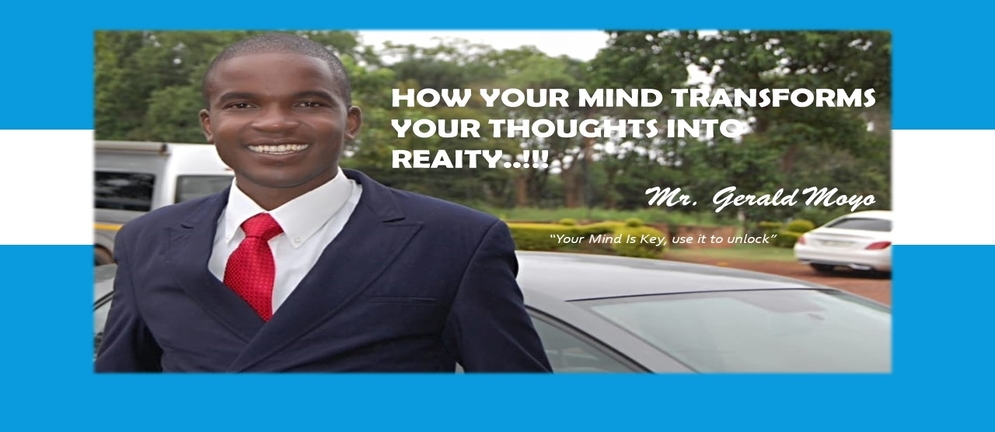 HOW YOUR MIND TRANSFORMS
YOUR THOUGHTS INTO
REAITY..!!!
Mr. Gerald Moyo
“Your Mind Is Key, use it to unlock”